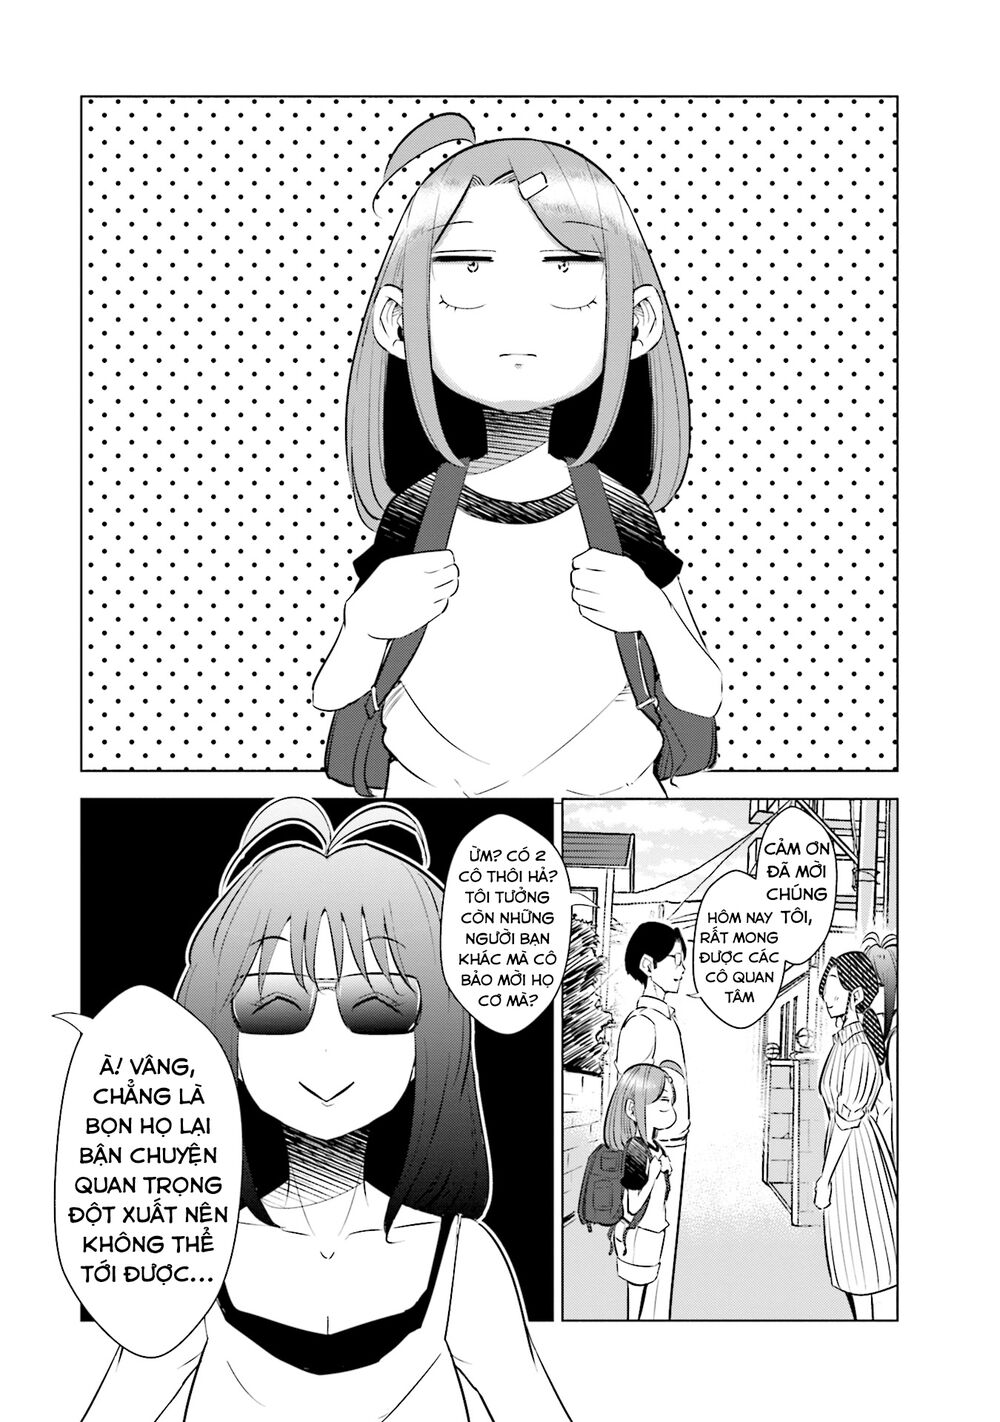 CẢM ƠN
ĐÃ MỜI
CHÚNG
TÔI,
HÔM NAY
RẤT MONG
ĐƯỢC CÁC
CÔ QUAN
TÂM
ỪM? CÓ 2
CÔ THÔI HẢ?
TÔI TƯỞNG
CÒN NHỮNG
NGƯỜI BẠN
KHÁC MÀ CÔ
BẢO MỜI HỌ
CƠ MÀ?
À! VÂNG,
CHẲNG LÀ
BỌN HỌ LẠI
BẬN CHUYỆN
QUAN TRỌNG
ĐỘT XUẤT NÊN
KHÔNG THỂ
TỚI ĐƯỢC...